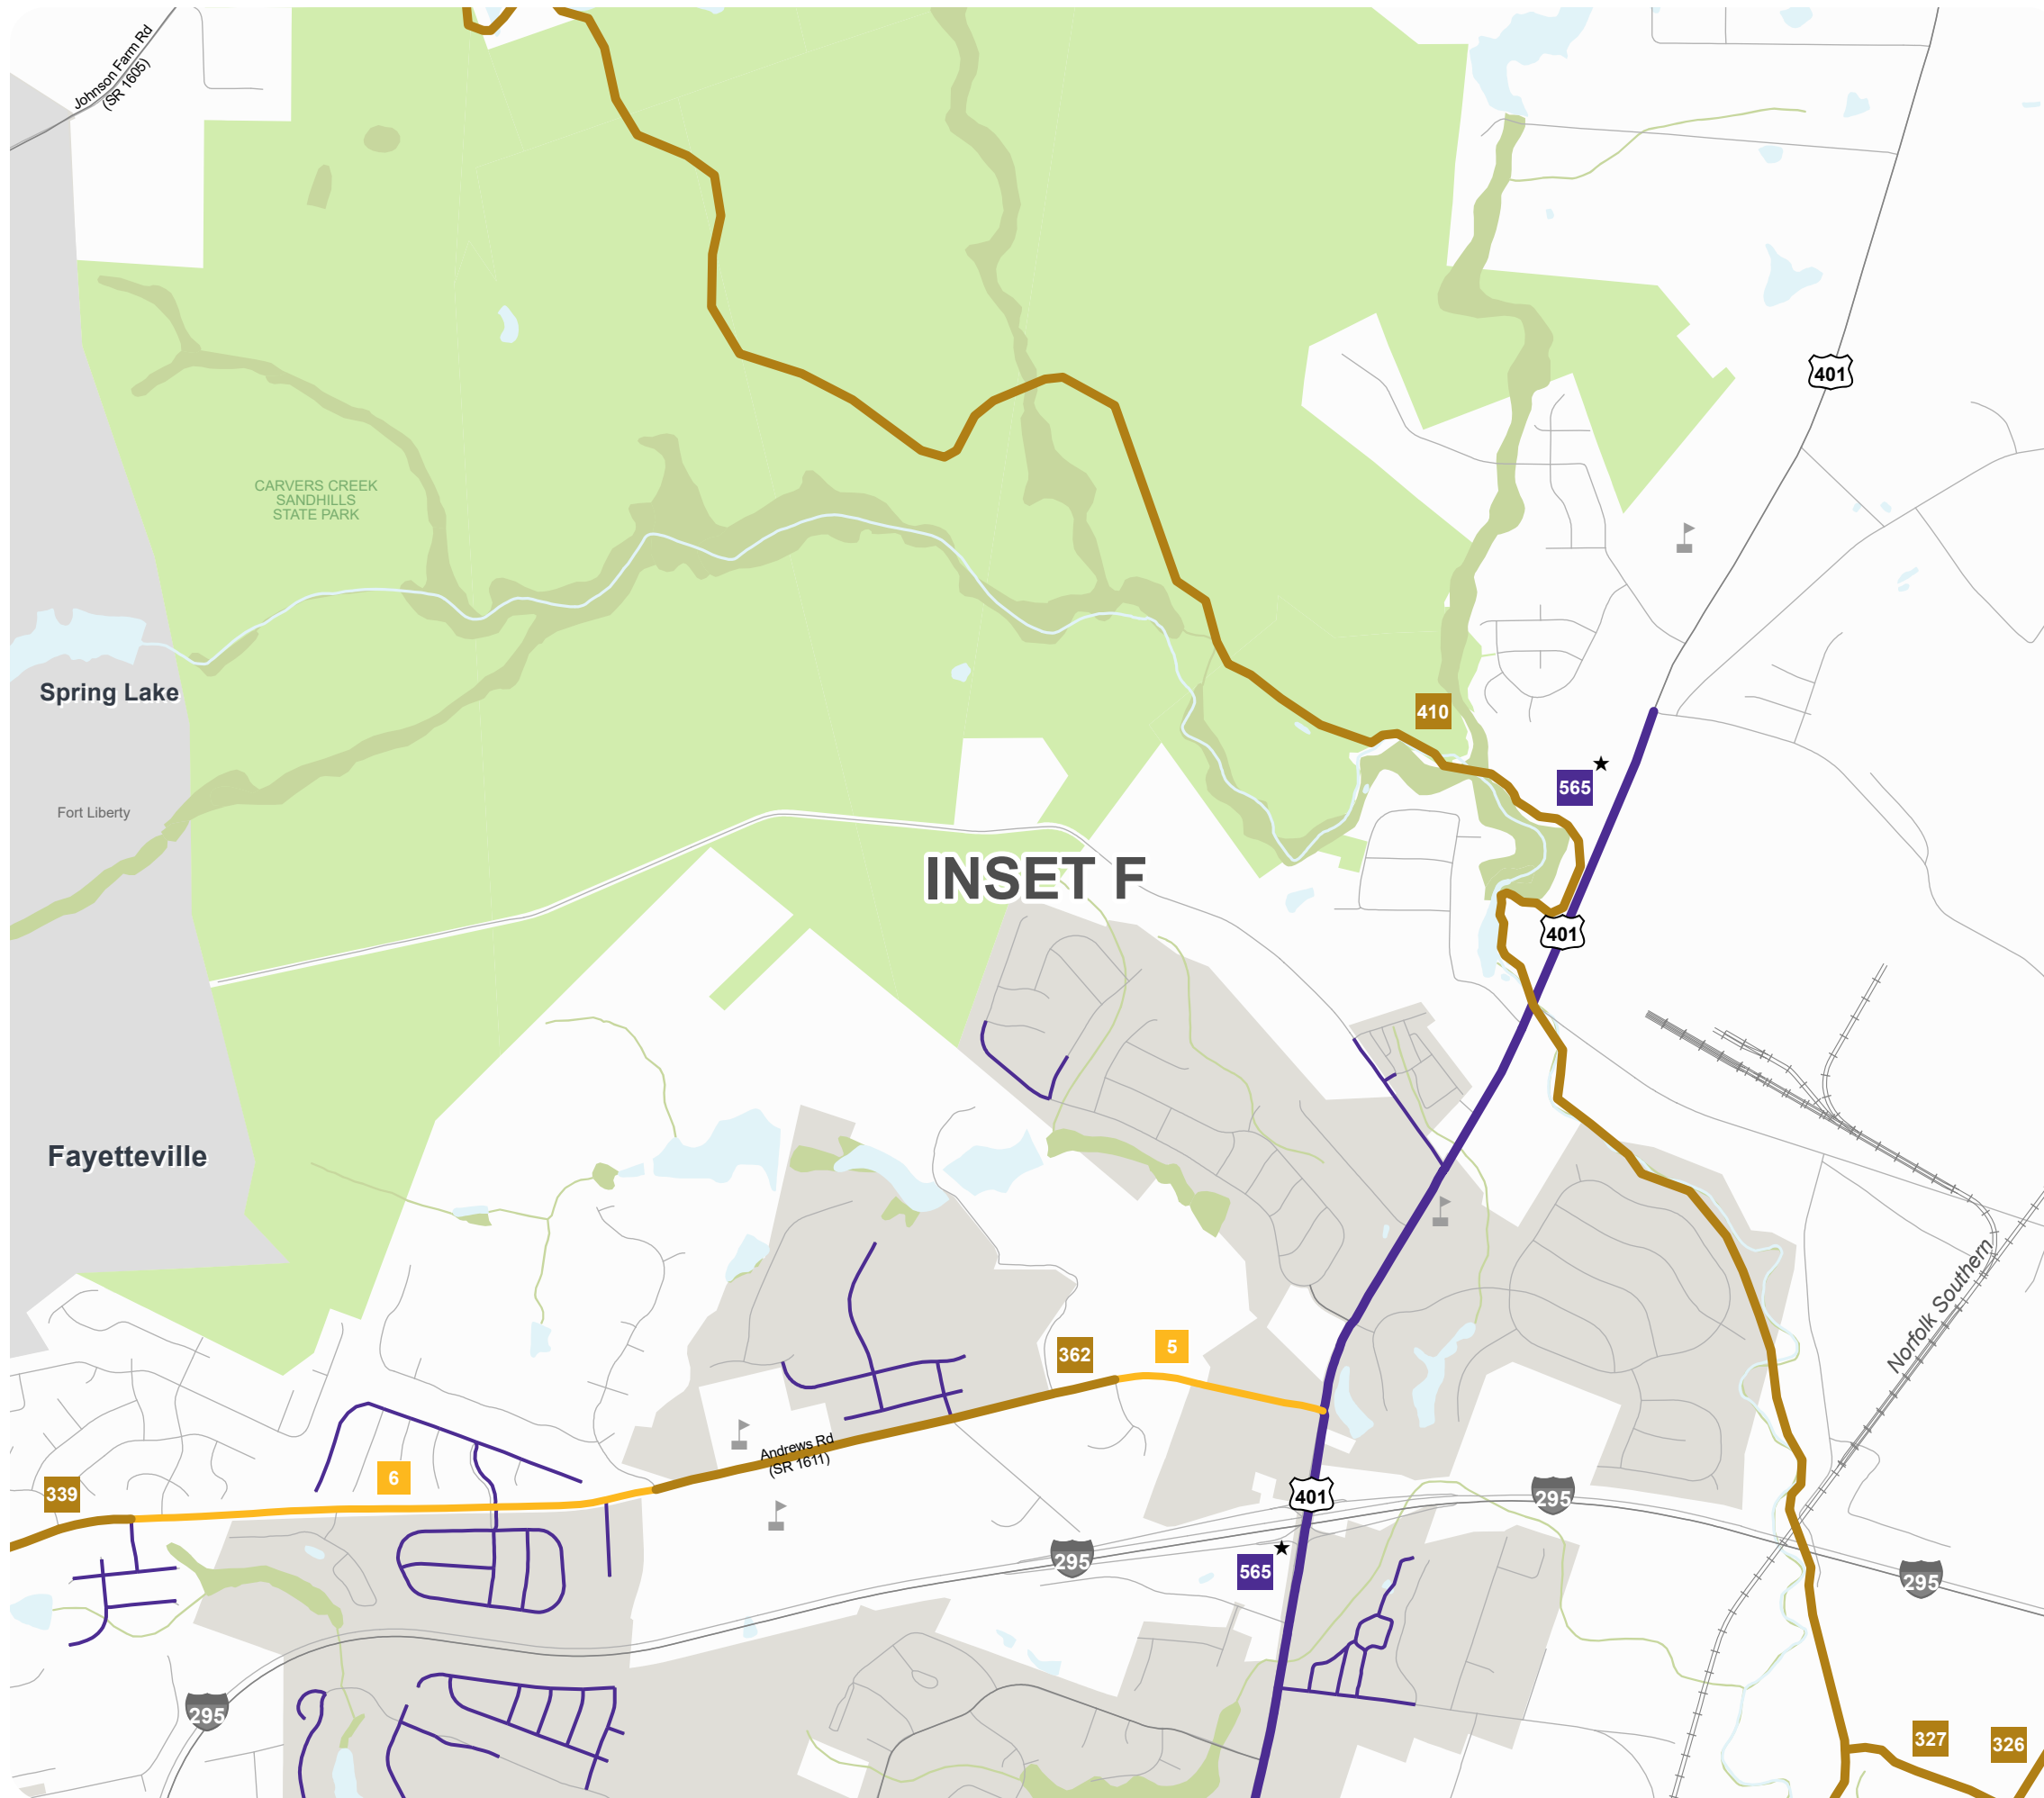 Johnson Farm Rd
(SR 1605)
401
CARVERS CREEK
SANDHILLS
STATE PARK
Spring Lake
410
565
Fort Liberty
INSET F
401
Fayetteville
Norfolk Southern
362
5
Andrews Rd
(SR 1611)
6
339
401
295
295
565
295
295
327
326